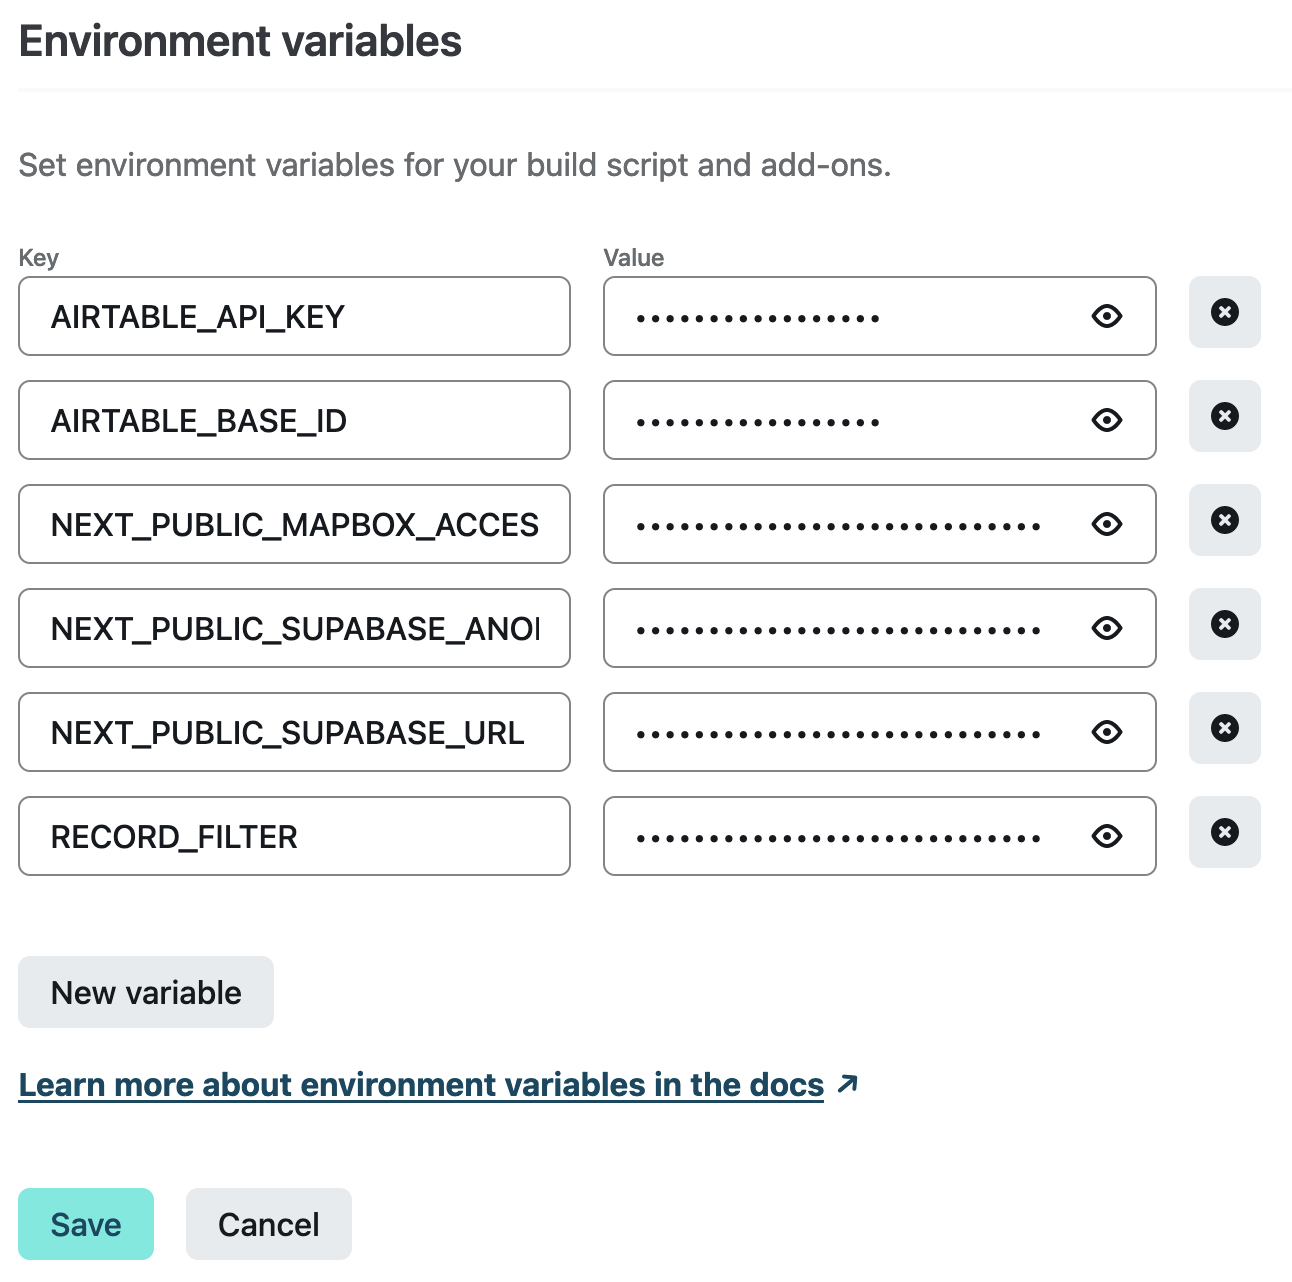 Environment variables
Set environment variables for your build script and add-ons.
Key Value
AIRTABLE_API_KEY •••••••••••••••••
AIRTABLE_BASE_ID •••••••••••••••••
NEXT_PUBLIC_MAPBOX_ACCES ••••••••••••••••••••••••••••
NEXT_PUBLIC_SUPABASE_ANO ••••••••••••••••••••••••••••
NEXT_PUBLIC_SUPABASE_URL ••••••••••••••••••••••••••••
RECORD_FILTER ••••••••••••••••••••••••••••
New variable
Learn more about environment variables in the docs ↗
Save Cancel